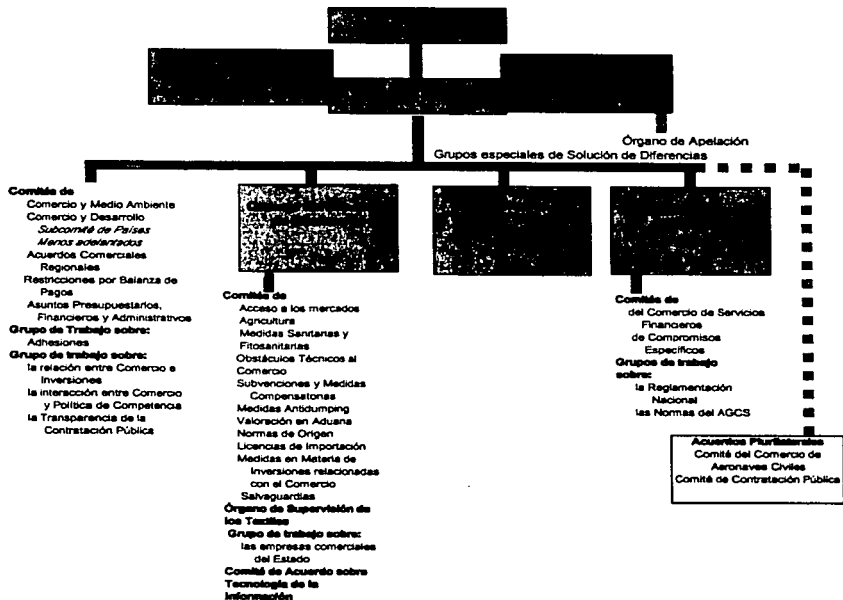 Órgano de Apelación
Grupos especiales de Solución de Diferencias
Comités de
Comercio y Medio Ambiente
Comercio y Desarrollo
Subcomité de Países
Menos adelantados
Acuerdos Comerciales
Regionales
Restricciones por Balanza de
Pagos
Asuntos Presupuestarios,
Financieros y Administrativos
Grupo de Trabajo sobre:
Adhesiones
Grupo de trabajo sobre:
la relación entre Comercio e
Inversiones
la interacción entre Comercio
y Política de Competencia
la Transparencia de la
Contratación Pública
Comités de
Acceso a los mercados
Agricultura
Medidas Sanitarias y
Fitosanitarias
Obstáculos Técnicos al
Comercio
Subvenciones y Medidas
Compensatorias
Medidas Antidumping
Valoración en Aduana
Normas de Origen
Licencias de Importación
Medidas en Materia de
Inversiones relacionadas
con el Comercio
Salvaguardias
Órgano de Supervisión de
los Textiles
Grupo de trabajo sobre:
las empresas comerciales
del Estado
Comité de Acuerdo sobre
Tecnología de la
Información
Comités de
del Comercio de Servicios
Financieros
de Compromisos
Específicos
Grupos de trabajo
sobre:
la Reglamentación
Nacional
las Normas del AGCS
Acuerdos Plurilaterales
Comité del Comercio de
Aeronaves Civiles
Comité de Contratación Pública